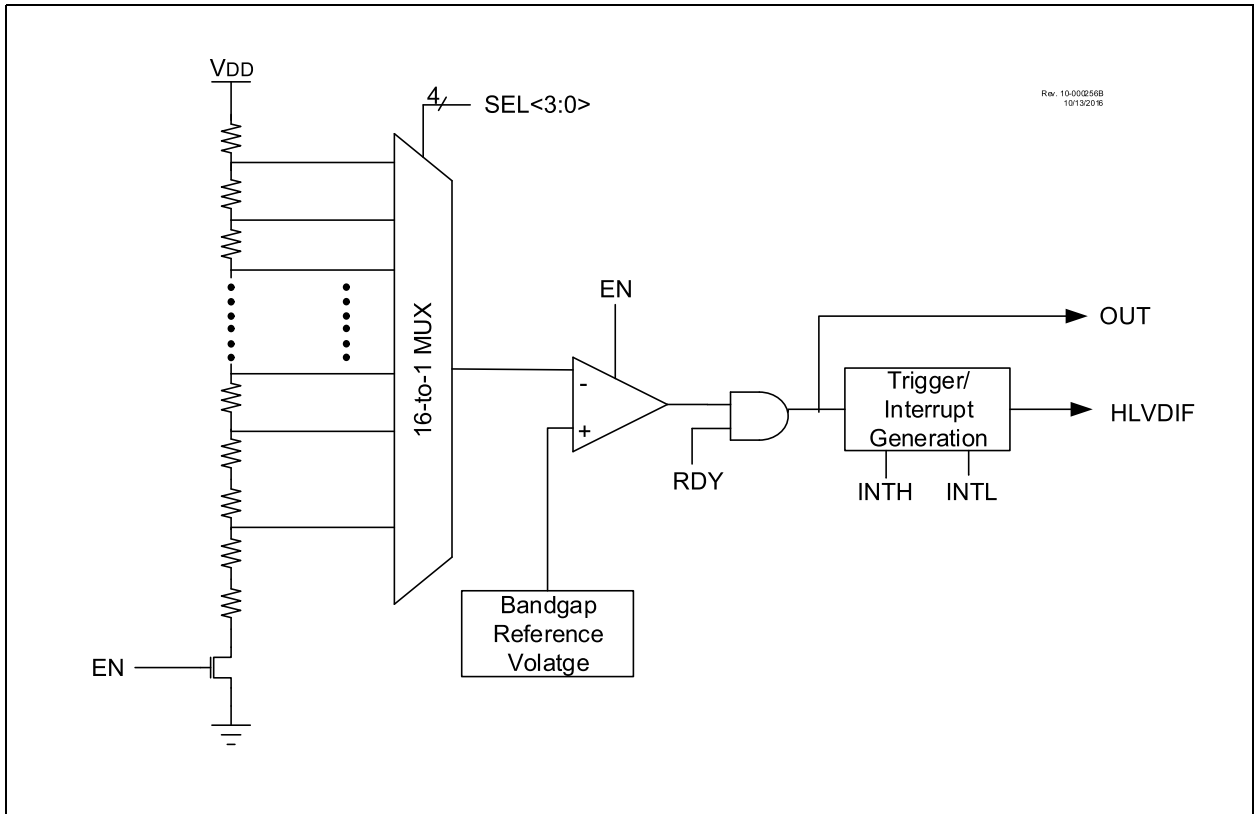 VDD
4
SEL<3:0>
Rev. 10-000256B
10/13/2016
16-to-1 MUX
EN
-
+
RDY
OUT
Trigger/
Interrupt
Generation
HLVDIF
INTH
INTL
Bandgap
Reference
Volatge
EN